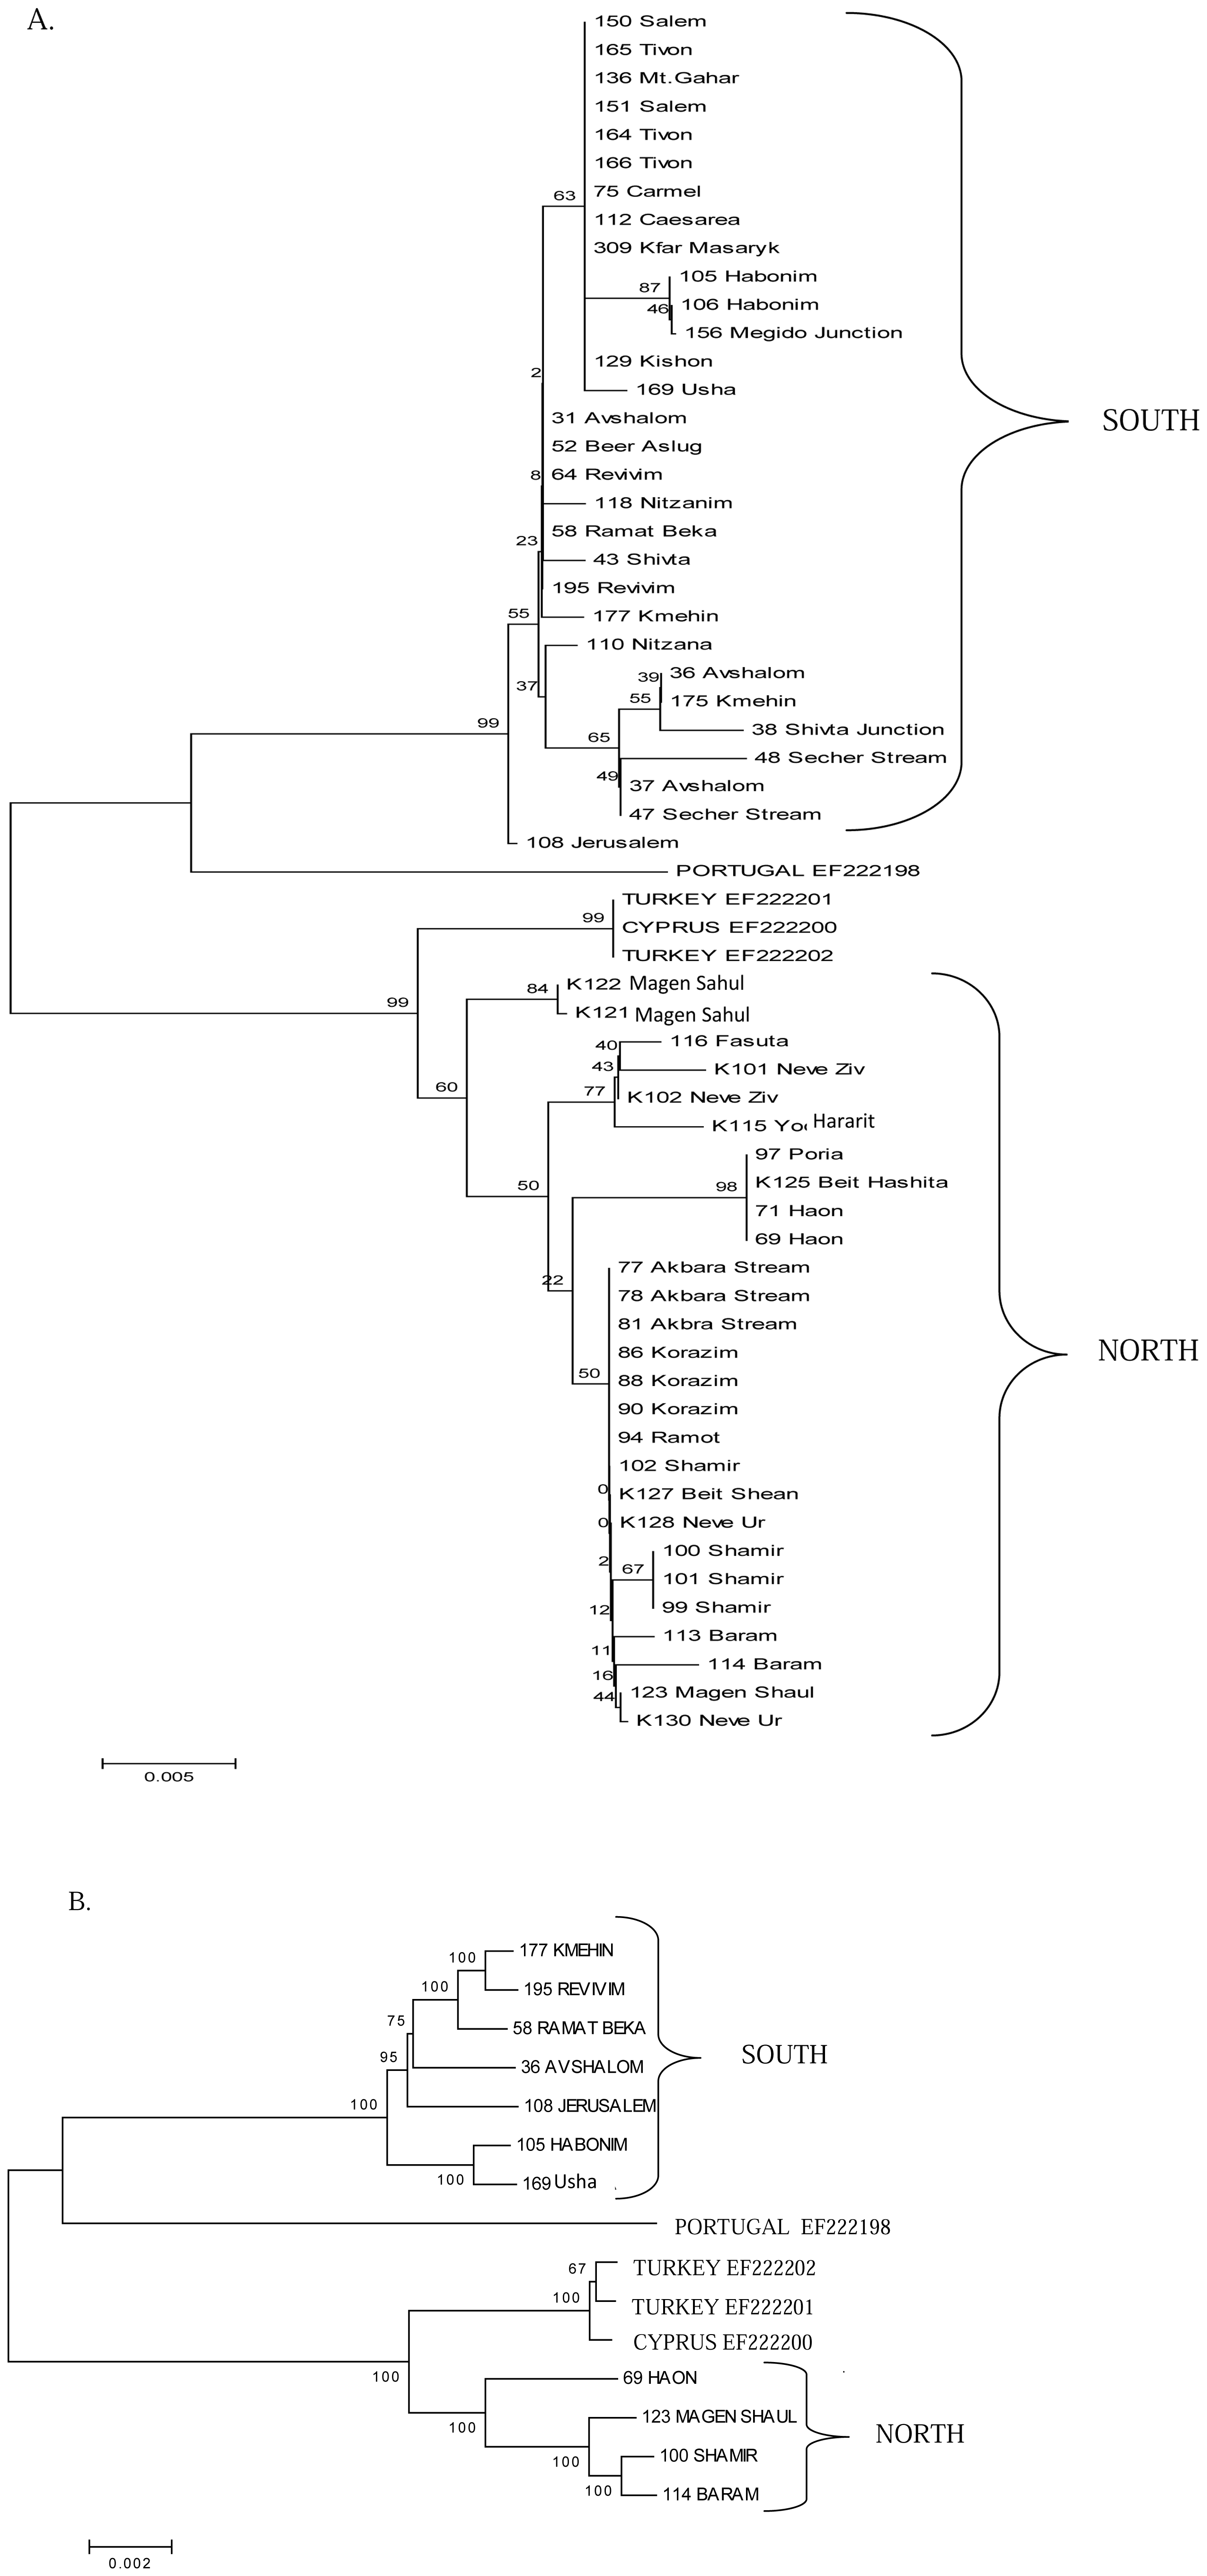 A.
150 Salem
165 Tivon
136 Mt.Gahar
151 Salem
164 Tivon
166 Tivon
63
75 Carmel
112 Caesarea
309 Kfar Masaryk
105 Habonim
87
106 Habonim
46
156 Megido Junction
129 Kishon
2
169 Usha
31 Avshalom
SOUTH
52 Beer Aslug
8
64 Revivim
118 Nitzanim
58 Ramat Beka
23
43 Shivta
195 Revivim
55
177 Kmehin
110 Nitzana
36 Avshalom
39
37
175 Kmehin
55
99
38 Shivta Junction
65
48 Secher Stream
49
37 Avshalom
47 Secher Stream
108 Jerusalem
PORTUGAL EF222198
TURKEY EF222201
99
CYPRUS EF222200
TURKEY EF222202
K122 Magen Sahul
84
99
K121 Magen Sahul
116 Fasuta
40
43
K101 Neve Ziv
60
77
K102 Neve Ziv
K115 Yo Hararit
97 Poria
50
98
K125 Beit Hashita
71 Haon
69 Haon
22
77 Akbara Stream
78 Akbara Stream
81 Akbra Stream
NORTH
86 Korazim
50
88 Korazim
90 Korazim
94 Ramot
102 Shamir
0
K127 Beit Shean
0
K128 Neve Ur
100 Shamir
2
67
101 Shamir
12
99 Shamir
113 Baram
11
114 Baram
16
44
123 Magen Shaul
K130 Neve Ur
0.005
B.
177 KMEHIN
100
195 REVIVIM
100
58 RAMAT BEKA
75
SOUTH
95
36 AVSHALOM
100
108 JERUSALEM
105 HABONIM
100
169 Usha
PORTUGAL EF222198
67
TURKEY EF222202
100
TURKEY EF222201
CYPRUS EF222200
100
69 HAON
100
123 MAGEN SHAUL
NORTH
100
100 SHAMIR
100
114 BARAM
0.002